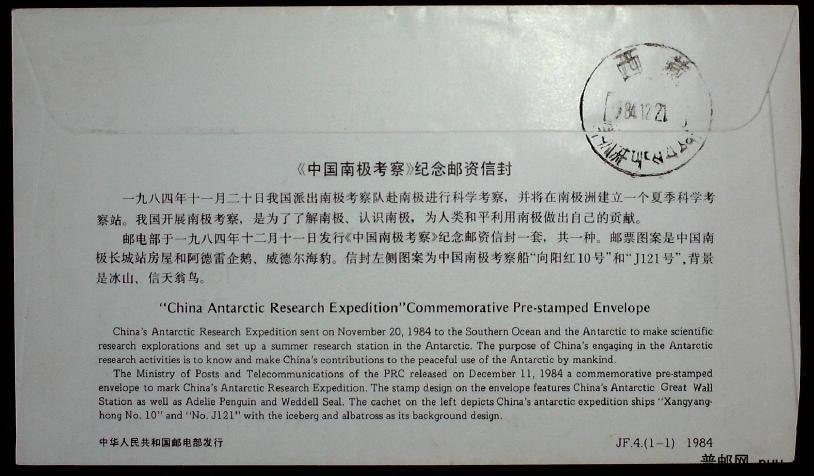 西藏
1984.12.21
《中国南极考察》纪念邮资信封
一九八四年十一月二十日我国派出南极考察队赴南极进行科学考察，并将在南极洲建立一个夏季科学考
察站。我国开展南极考察，是为了了解南极、认识南极，为人类和平利用南极做出自己的贡献。
邮电部于一九八四年十二月十一日发行《中国南极考察》纪念邮资信封一套，共一种。邮票图案是中国南
极长城站房屋和阿德雷企鹅、威德尔海豹。信封左侧图案为中国南极考察船“向阳红10号”和“J121号”，背景
是冰山、信天翁鸟。
“China Antarctic Research Expedition”Commemorative Pre-stamped Envelope
China's Antarctic Research Expedition sent on November 20, 1984 to the Southern Ocean and the Antarctic to make scientific
research explorations and set up a summer research station in the Antarctic. The purpose of China's engaging in the Antarctic
research activities is to know and make China's contributions to the peaceful use of the Antarctic by mankind.
The Ministry of Posts and Telecommunications of the PRC released on December 11, 1984 a commemorative pre-stamped
envelope to mark China's Antarctic Research Expedition. The stamp design on the envelope features China's Antarctic Great Wall
Station as well as Adelie Penguin and Weddell Seal. The cachet on the left depicts China's antarctic expedition ships “Xangyang-
hong No. 10” and “No. J121” with the iceberg and albatross as its background design.
中华人民共和国邮电部发行
JF.4.(1-1) 1984
普邮网